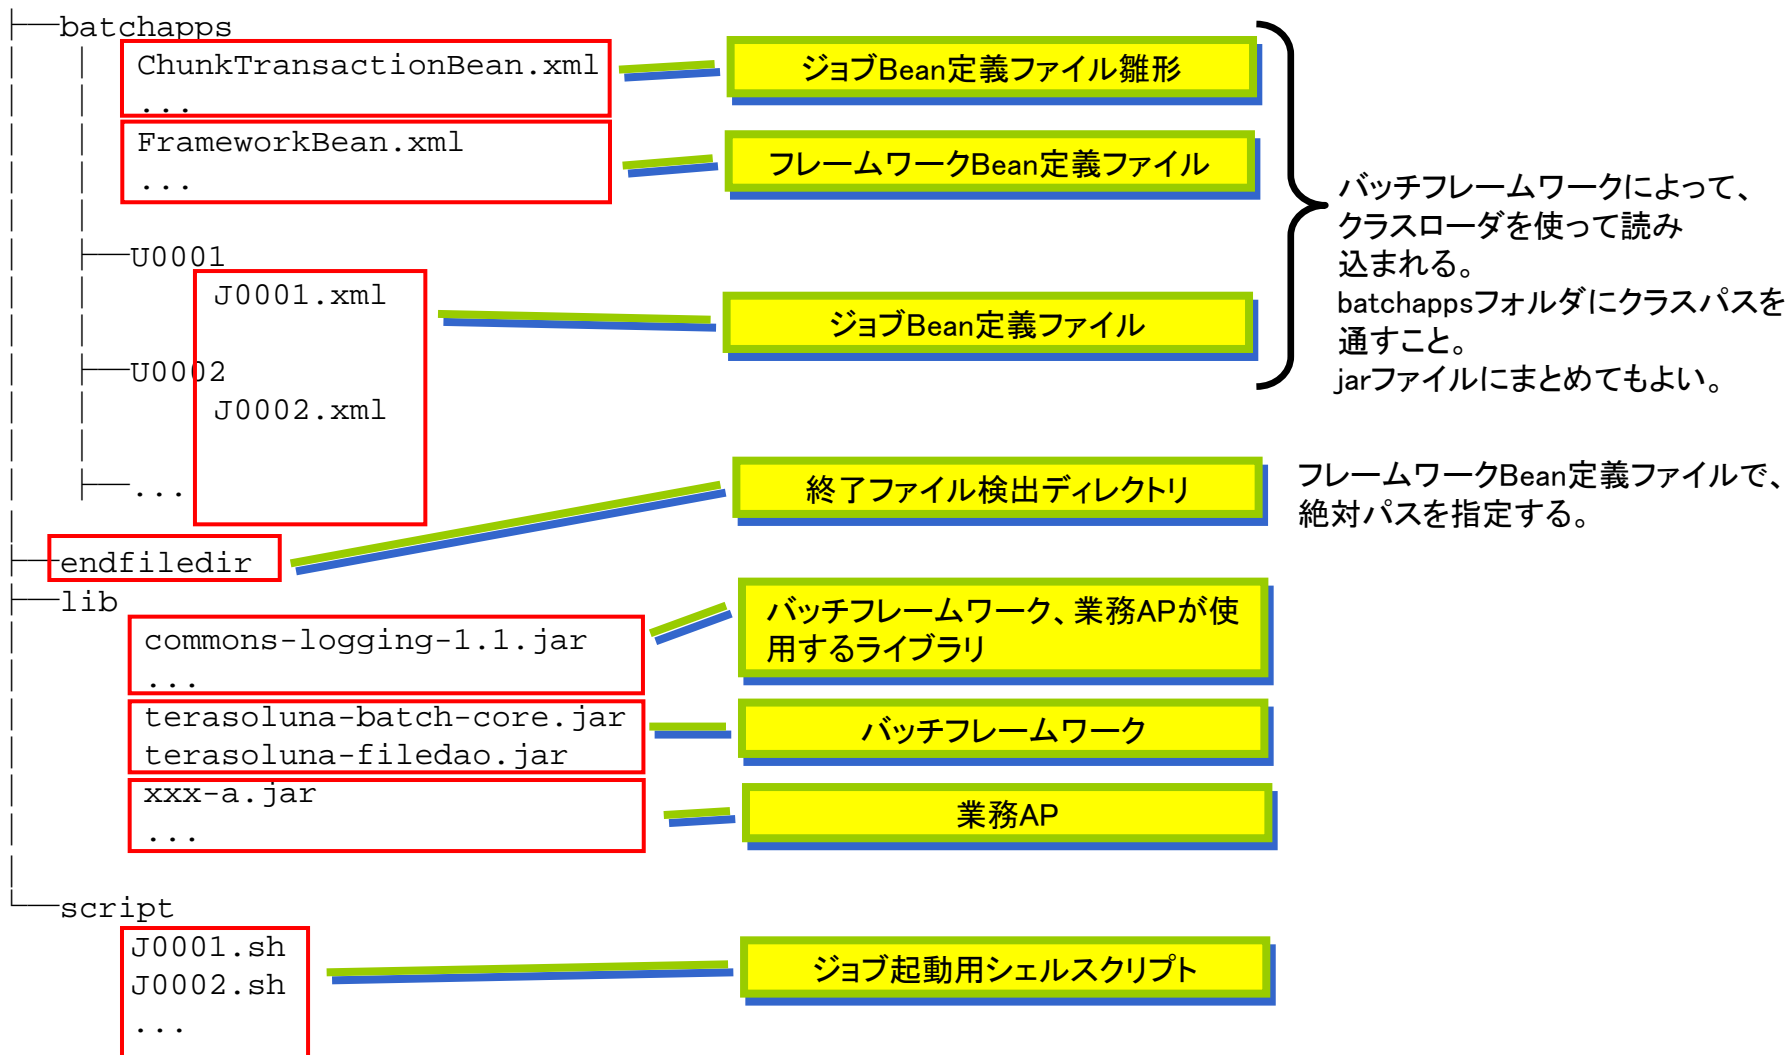 batchapps
ChunkTransactionBean.xml
...
ジョブBean定義ファイル雛形
FrameworkBean.xml
...
フレームワークBean定義ファイル
バッチフレームワークによって、
クラスローダを使って読み
込まれる。
batchappsフォルダにクラスパスを
通すこと。
jarファイルにまとめてもよい。
U0001
J0001.xml
ジョブBean定義ファイル
U0002
J0002.xml
...
終了ファイル検出ディレクトリ
フレームワークBean定義ファイルで、
絶対パスを指定する。
endfiledir
lib
commons-logging-1.1.jar
...
バッチフレームワーク、業務APが使
用するライブラリ
terasoluna-batch-core.jar
terasoluna-filedao.jar
バッチフレームワーク
xxx-a.jar
...
業務AP
script
J0001.sh
J0002.sh
...
ジョブ起動用シェルスクリプト